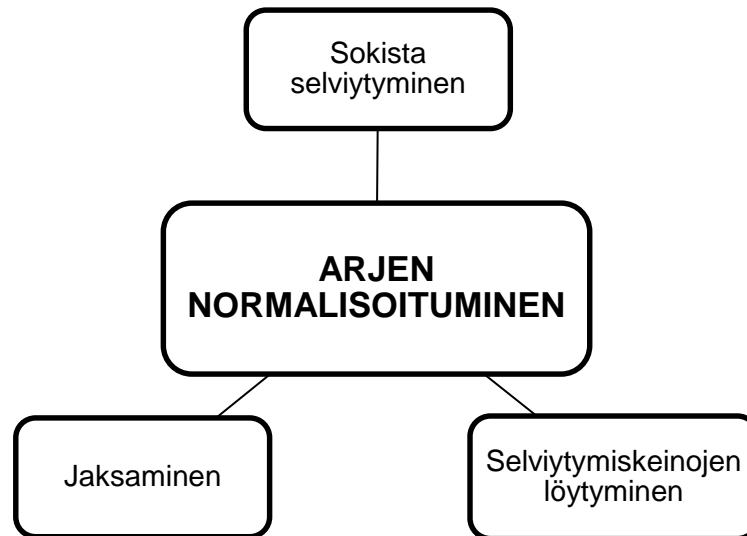 Sokista
selviytyminen
ARJEN
NORMALISOITUMINEN
Jaksaminen
Selviytymiskeinojen
löytyminen